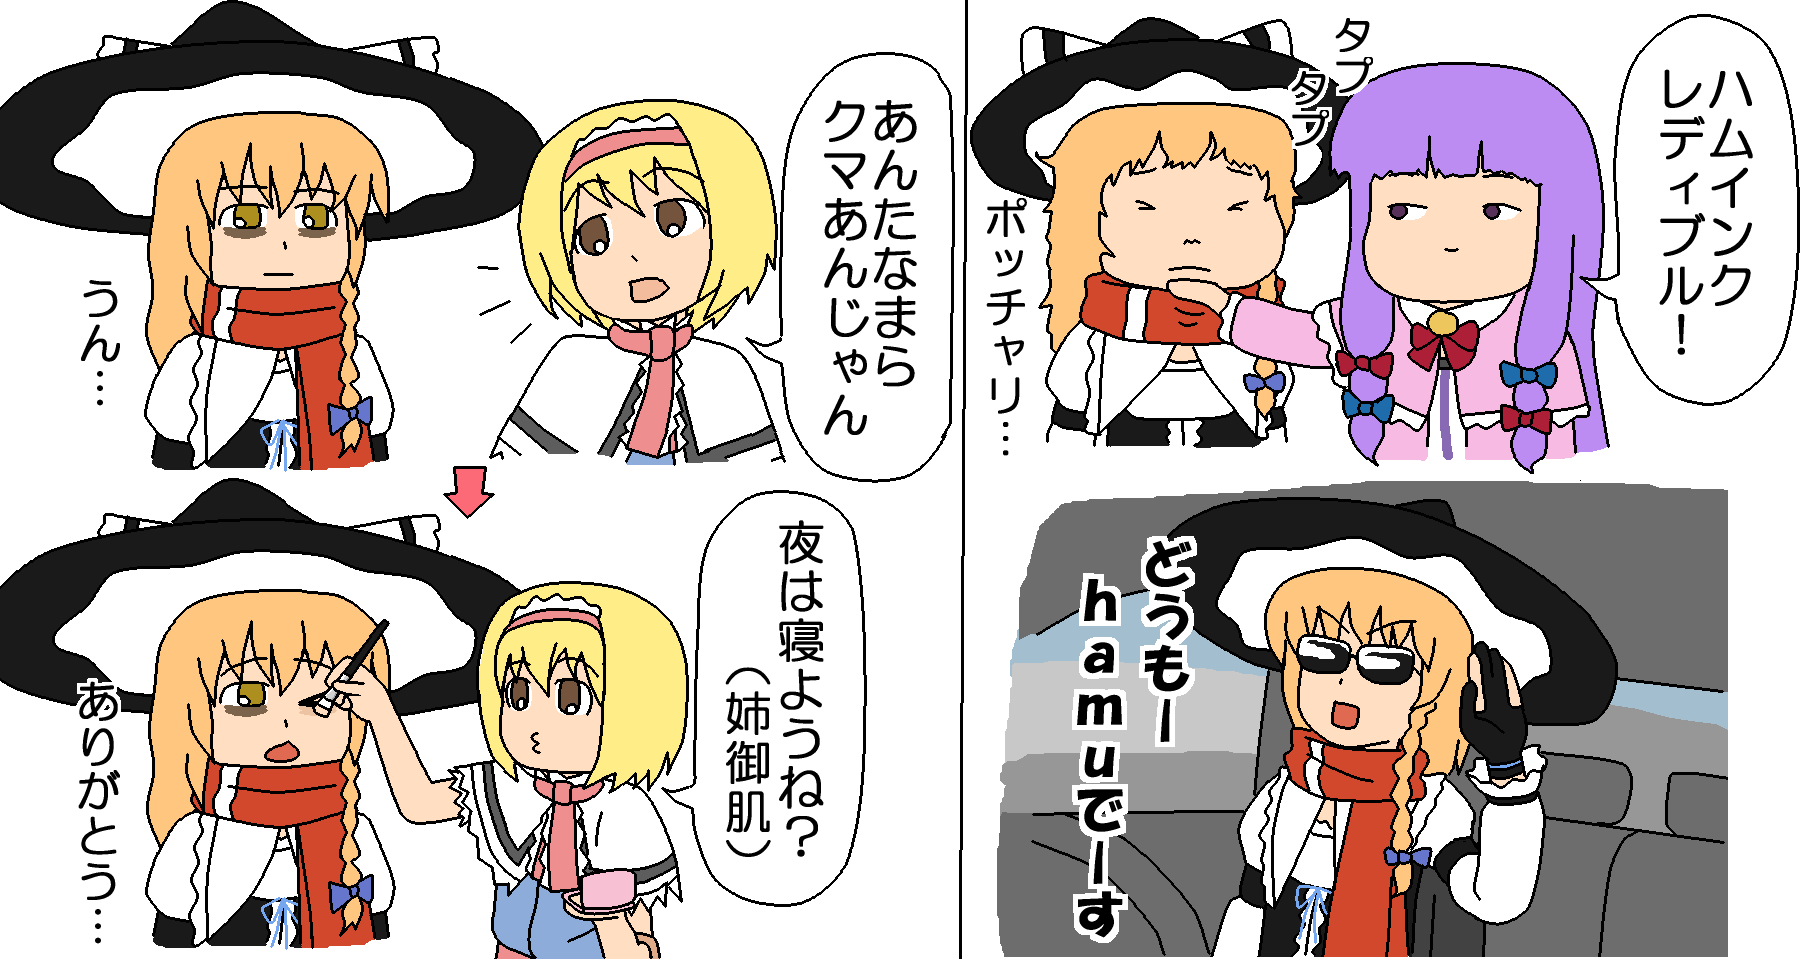 あんたなまら
クマあんじゃん
うん…
夜は寝ようね?
(姉御肌)
ありがとう…
ハムインク
レディブル!
タプ
タプ
ポッチャリ…
どうもー
hamuでーす